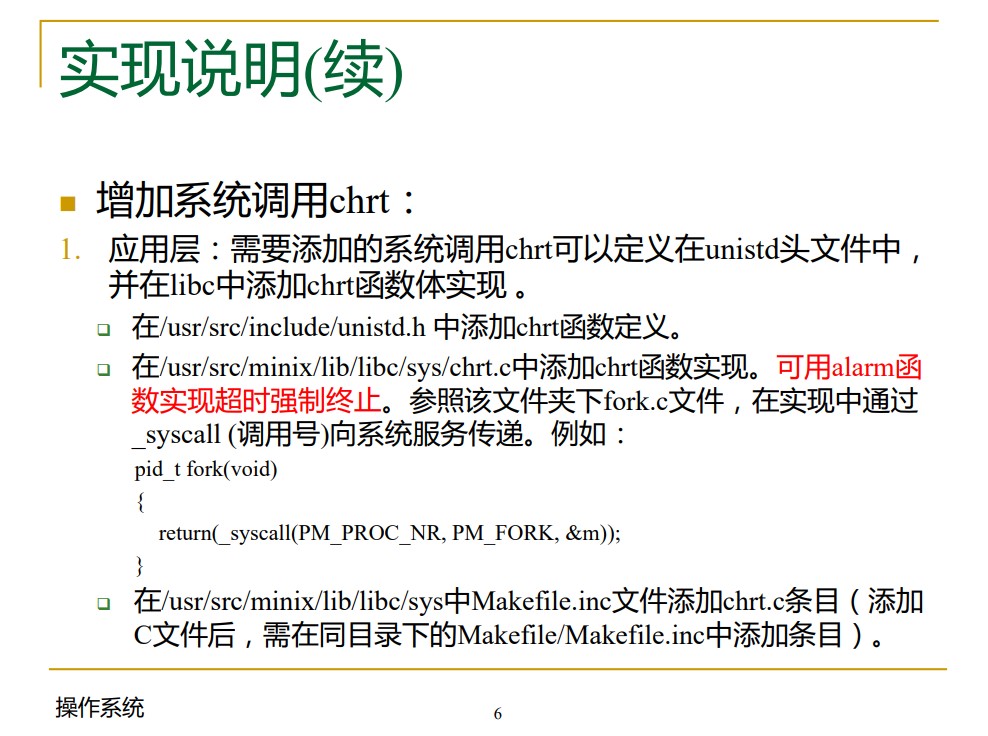 实现说明(续)
增加系统调用chrt：
1. 应用层：需要添加的系统调用chrt可以定义在unistd头文件中，
并在libc中添加chrt函数体实现 。
在/usr/src/include/unistd.h 中添加chrt函数定义。
在/usr/src/minix/lib/libc/sys/chrt.c中添加chrt函数实现。可用alarm函
数实现超时强制终止。参照该文件夹下fork.c文件，在实现中通过
_syscall (调用号)向系统服务传递。例如：
pid_t fork(void)
{
return(_syscall(PM_PROC_NR, PM_FORK, &m));
}
在/usr/src/minix/lib/libc/sys中Makefile.inc文件添加chrt.c条目（添加
C文件后，需在同目录下的Makefile/Makefile.inc中添加条目）。
操作系统
6